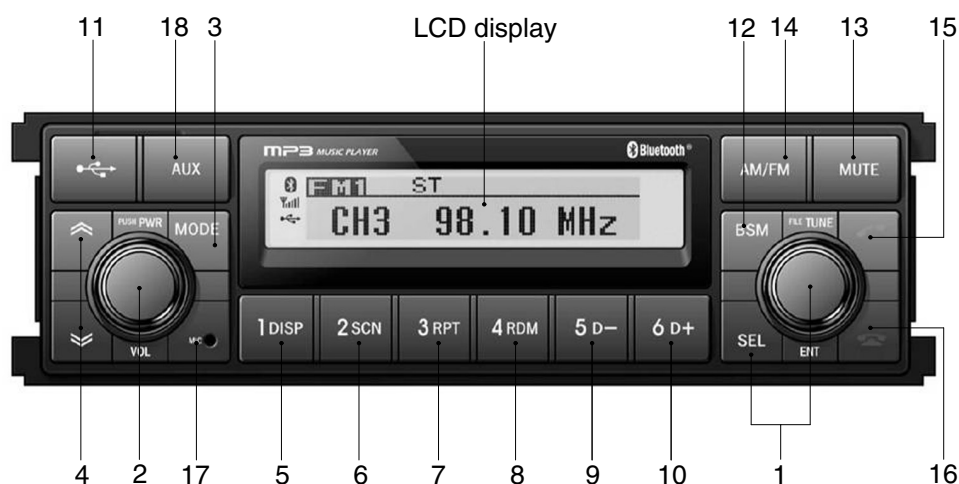 11 18 3 LCD display 12 14 13 15
MP3 MUSIC PLAYER Bluetooth®
AUX AM/FM MUTE
FM1 ST
CH3 98.10 MHz
PUSH PWR MODE BSM FILE TUNE
1 DISP 2 SCN 3 RPT 4 RDM 5 D− 6 D+
VOL MIC SEL ENT
4 2 17 5 6 7 8 9 10 1 16